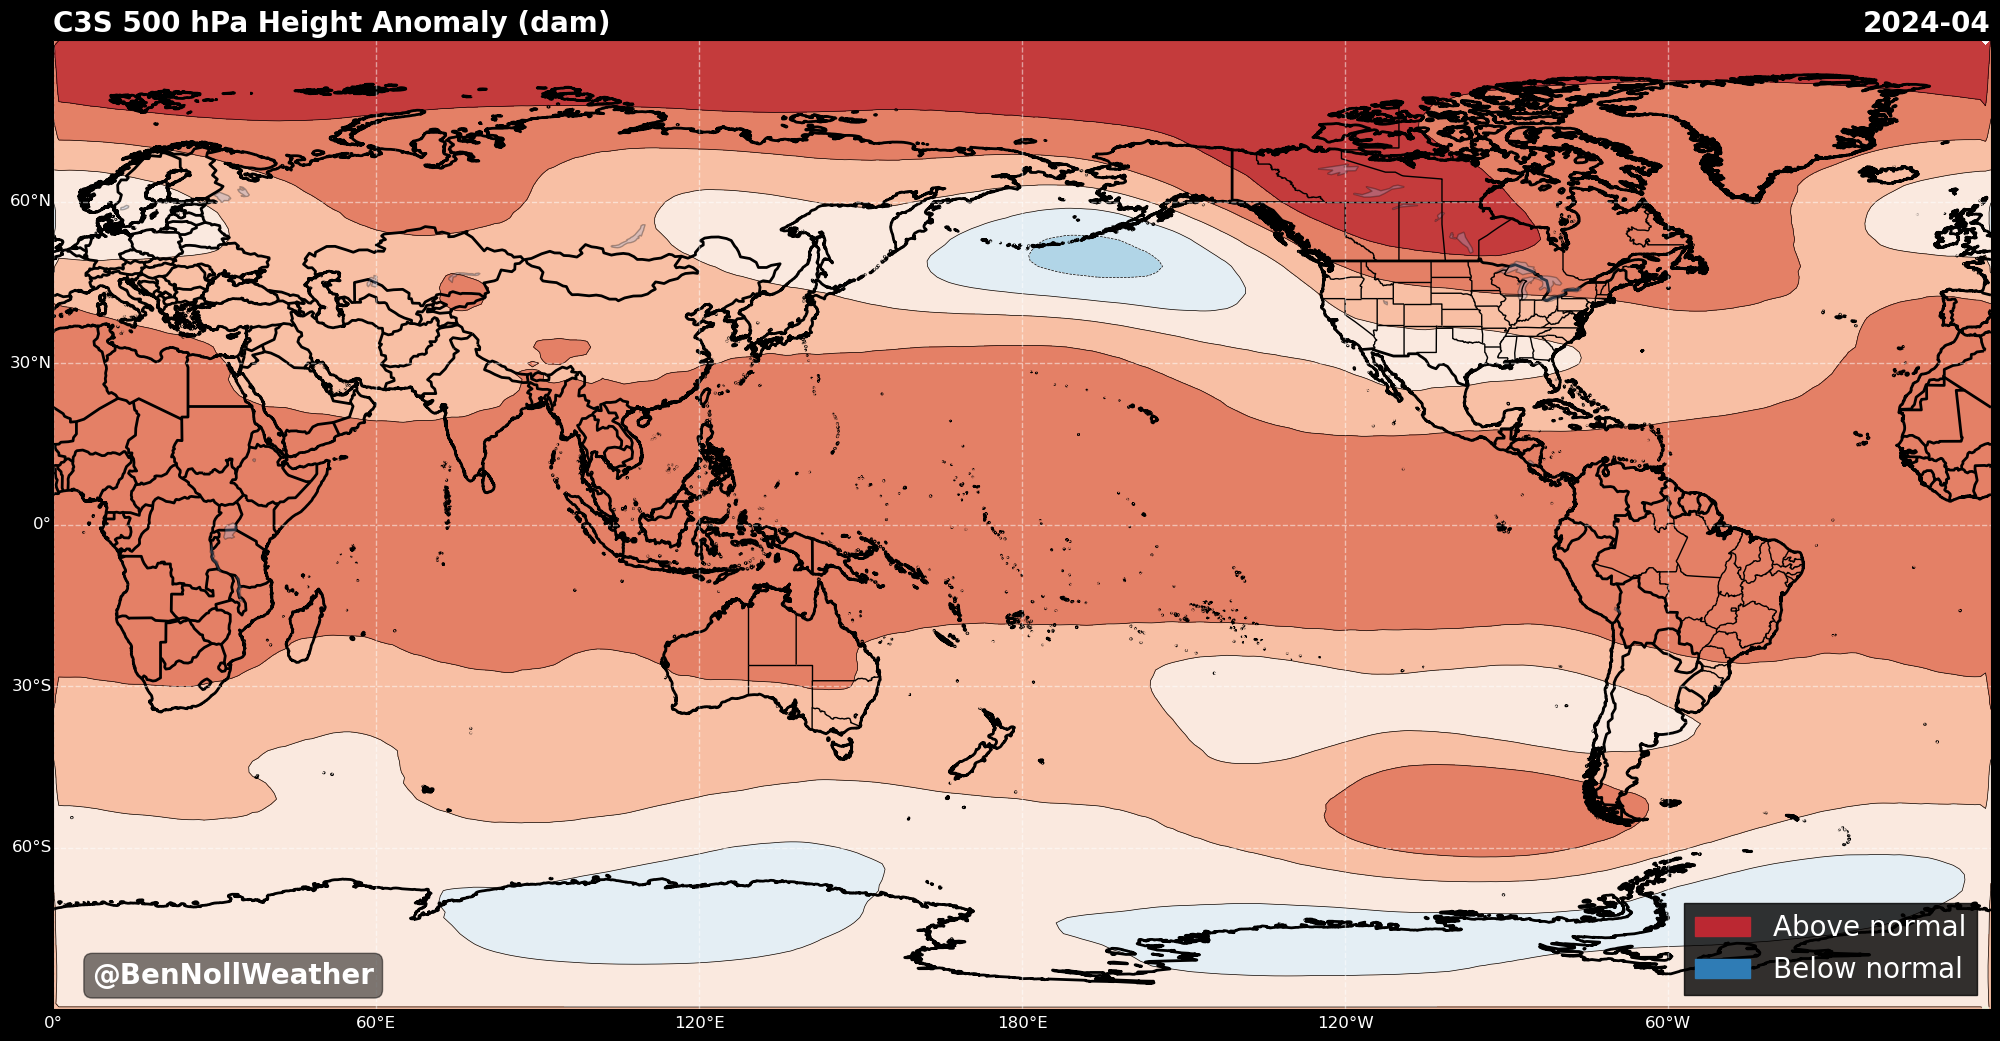 C3S 500 hPa Height Anomaly (dam)
2024-04
60°N
30°N
0°
30°S
60°S
Above normal
Below normal
@BenNollWeather
0°
60°E
120°E
180°E
120°W
60°W